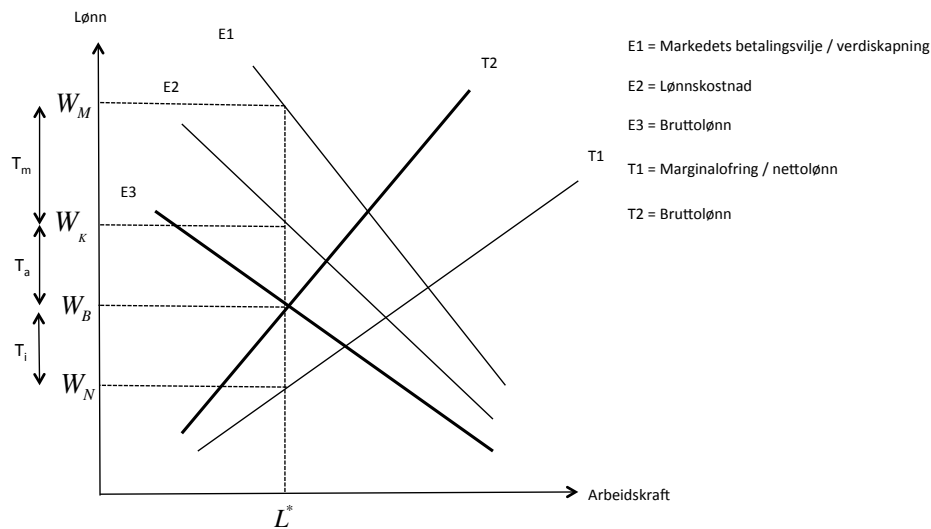 Lønn
E1
T2
E2
W_M
T_m
E3
T1
W_K
T_a
W_B
T_i
W_N
Arbeidskraft
L*
E1 = Markedets betalingsvilje / verdiskapning
E2 = Lønnskostnad
E3 = Bruttolønn
T1 = Marginalofring / nettolønn
T2 = Bruttolønn